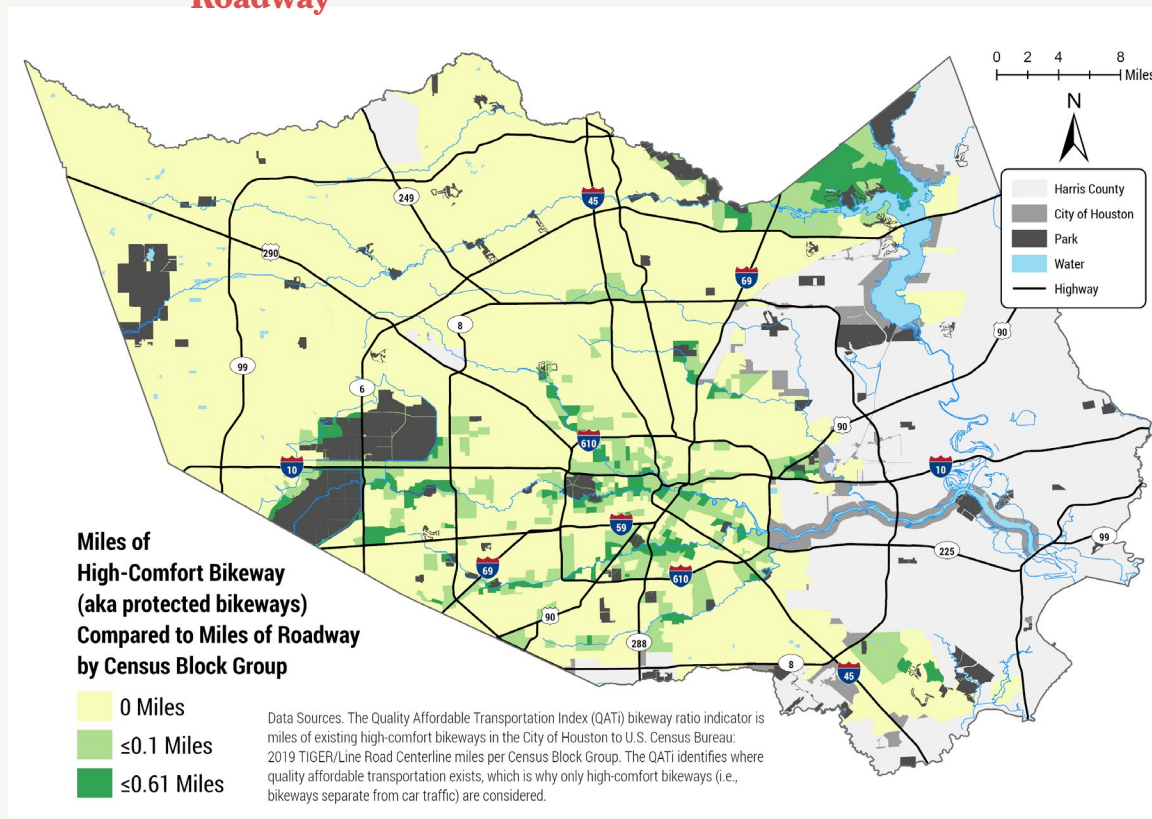 Roadway
0 2 4 8
Miles
N
Harris County
City of Houston
Park
Water
Highway
249
45
290
69
8
99
6
90
90
610
10
10
59
69
610
225
99
90
288
8
45
Miles of
High-Comfort Bikeway
(aka protected bikeways)
Compared to Miles of Roadway
by Census Block Group
0 Miles
≤0.1 Miles
≤0.61 Miles
Data Sources. The Quality Affordable Transportation Index (QATi) bikeway ratio indicator is
miles of existing high-comfort bikeways in the City of Houston to U.S. Census Bureau:
2019 TIGER/Line Road Centerline miles per Census Block Group. The QATi identifies where
quality affordable transportation exists, which is why only high-comfort bikeways (i.e.,
bikeways separate from car traffic) are considered.